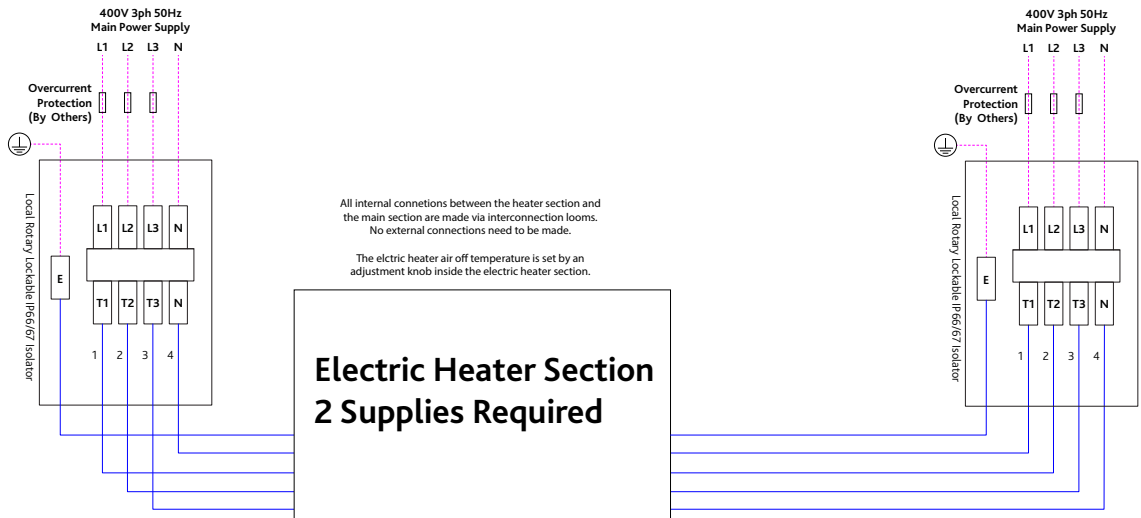 400V 3ph 50Hz
Main Power Supply
L1 L2 L3 N
Overcurrent
Protection
(By Others)
Local Rotary Lockable IP66/67 Isolator
L1 L2 L3 N
E
T1 T2 T3 N
1 2 3 4
All internal connetions between the heater section and
the main section are made via interconnection looms.
No external connections need to be made.
The elctric heater air off temperature is set by an
adjustment knob inside the electric heater section.
Electric Heater Section
2 Supplies Required
400V 3ph 50Hz
Main Power Supply
L1 L2 L3 N
Overcurrent
Protection
(By Others)
Local Rotary Lockable IP66/67 Isolator
L1 L2 L3 N
E
T1 T2 T3 N
1 2 3 4